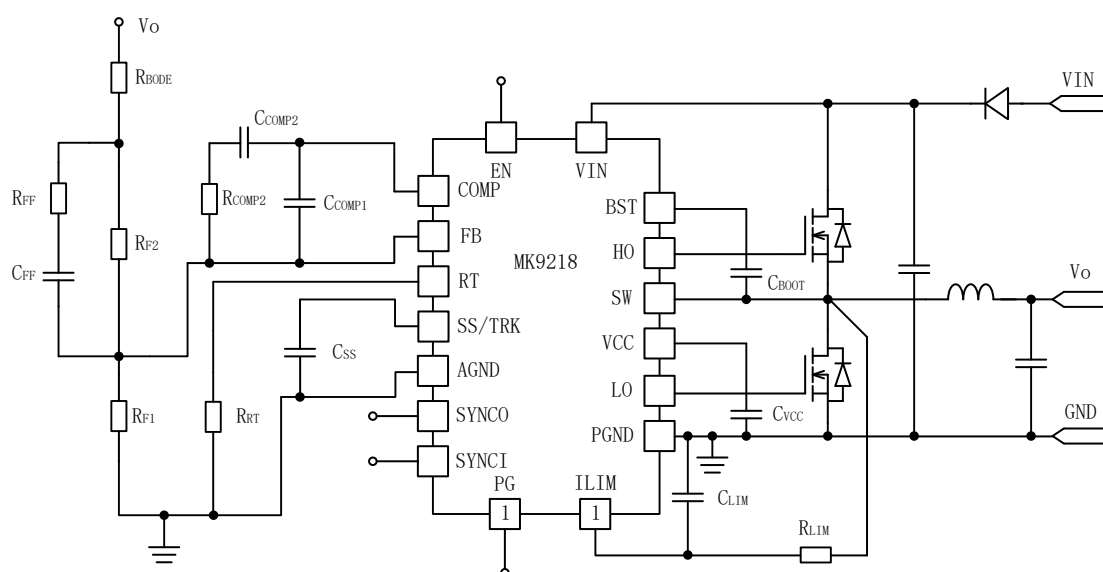 Vo
RBODE
CCOMP2
EN
VIN
VIN
RFF
RCOMP2
CCOMP1
COMP
BST
CFF
RF2
FB
MK9218
HO
RT
CBOOT
Vo
SW
CSS
SS/TRK
VCC
AGND
LO
RF1
RRT
SYNCO
CVCC
GND
PGND
SYNCI
PG
ILIM
CLIM
1
1
RLIM